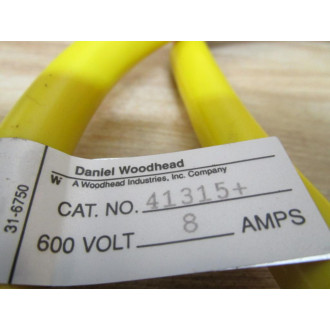 Daniel Woodhead
W A Woodhead Industries, Inc. Company
CAT. NO. 41315+
600 VOLT 8 AMPS
31-6750